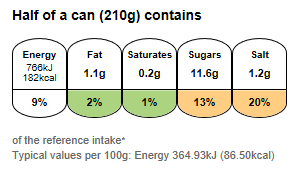 Half of a can (210g) contains
Energy Fat Saturates Sugars Salt
766kJ
182kcal 1.1g 0.2g 11.6g 1.2g
9% 2% 1% 13% 20%
of the reference intake*
Typical values per 100g: Energy 364.93kJ (86.50kcal)